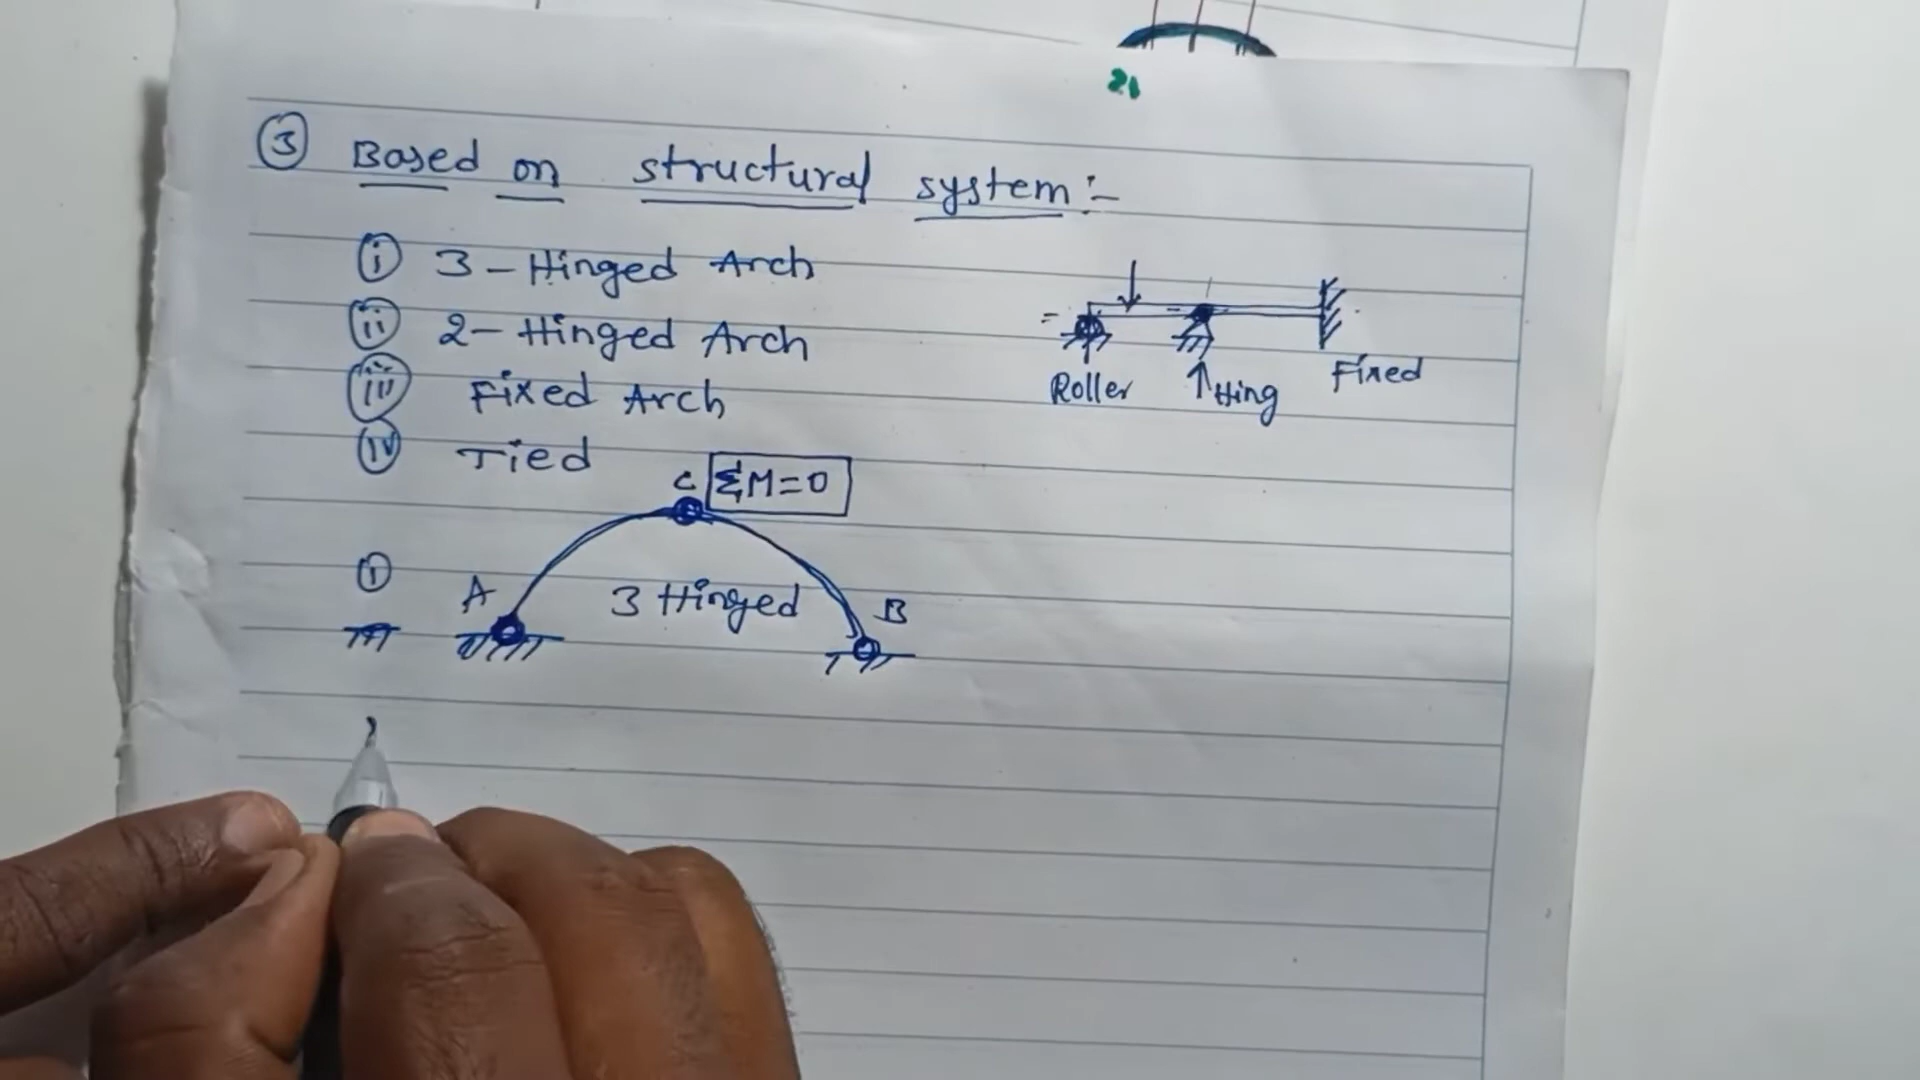 21
③ Based on structural system :-
ⓘ 3-Hinged Arch
ⓘⓘ 2-Hinged Arch
ⓘⓘⓘ Fixed Arch
ⓘⓥ Tied
Roller Hing Fixed
C ΣM=0
①
A 3 Hinged B